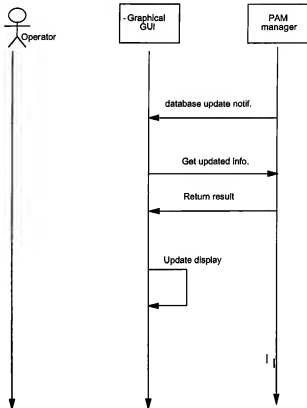 Operator
- Graphical
GUI
PAM
manager
database update notif.
Get updated info.
Return result
Update display